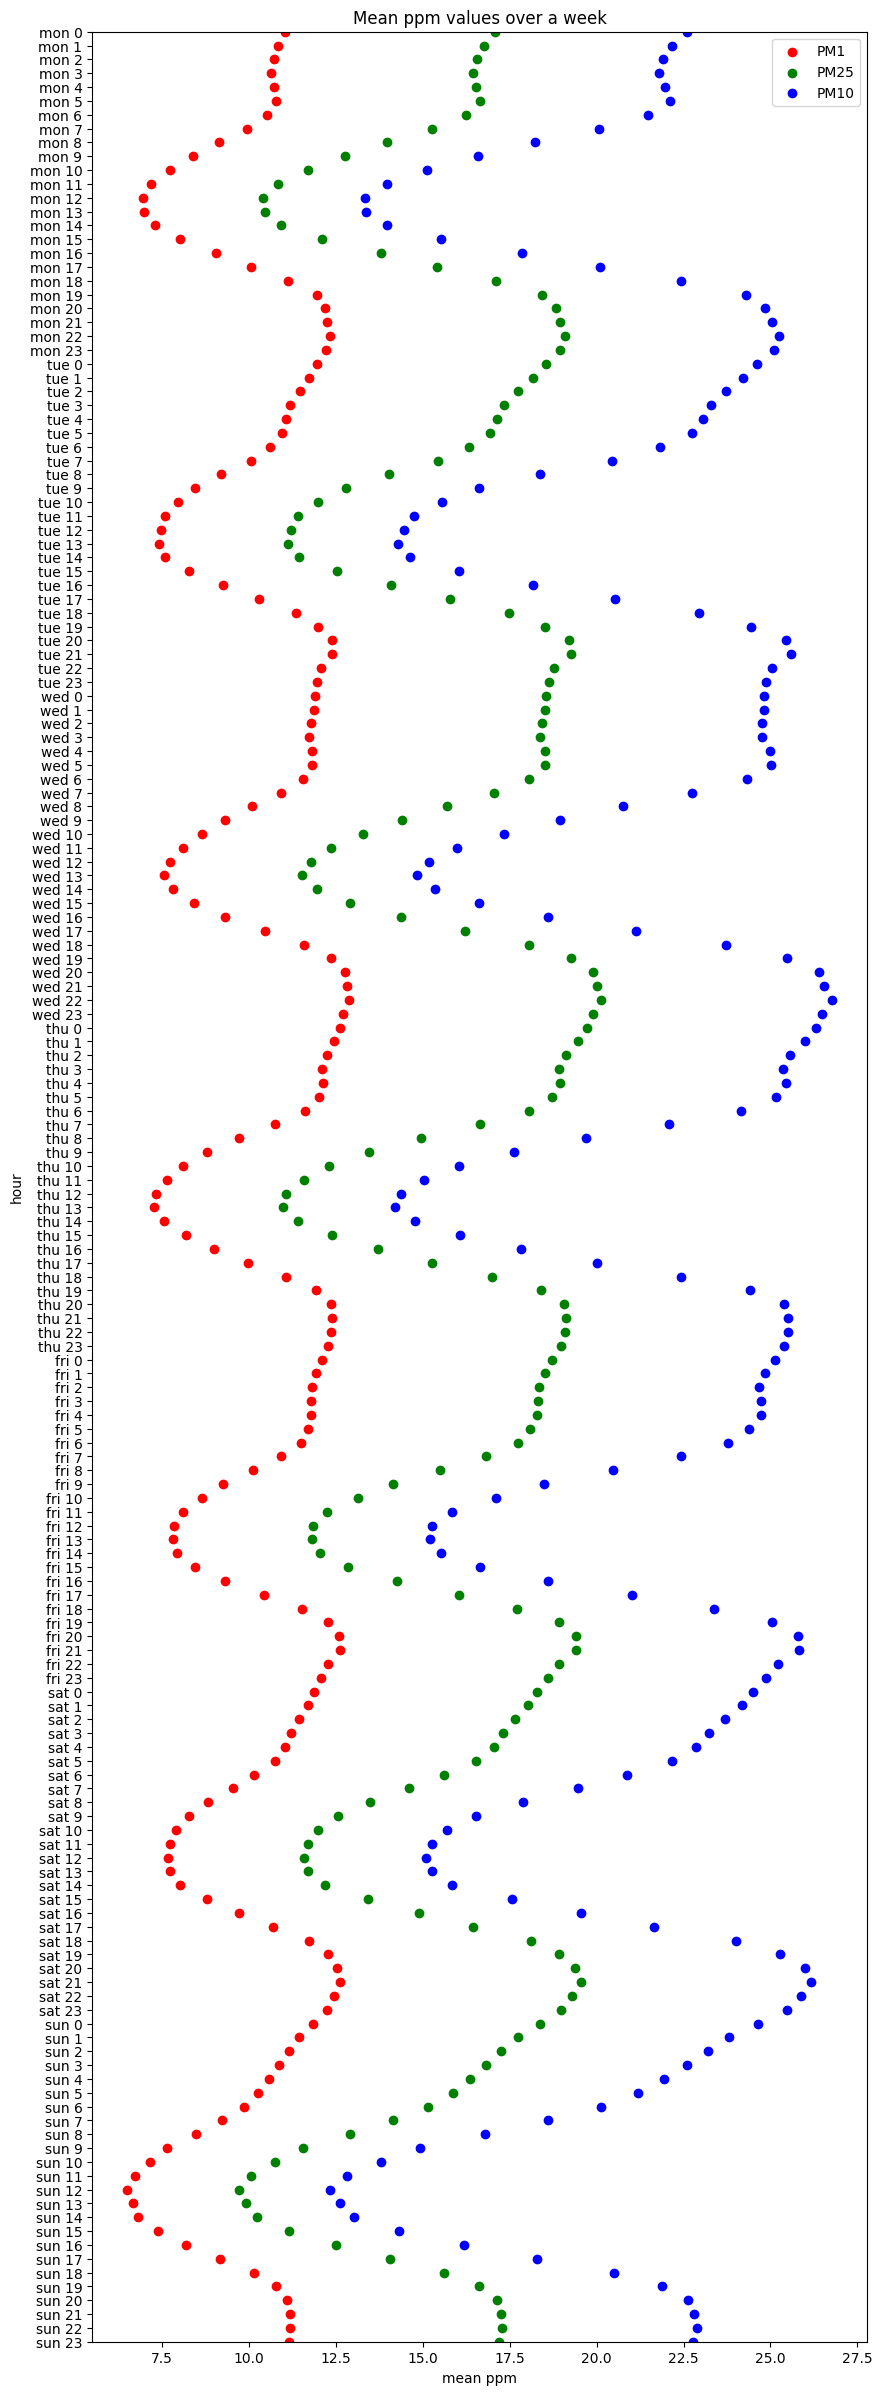 Mean ppm values over a week
PM1
PM25
PM10
mon 0
mon 1
mon 2
mon 3
mon 4
mon 5
mon 6
mon 7
mon 8
mon 9
mon 10
mon 11
mon 12
mon 13
mon 14
mon 15
mon 16
mon 17
mon 18
mon 19
mon 20
mon 21
mon 22
mon 23
tue 0
tue 1
tue 2
tue 3
tue 4
tue 5
tue 6
tue 7
tue 8
tue 9
tue 10
tue 11
tue 12
tue 13
tue 14
tue 15
tue 16
tue 17
tue 18
tue 19
tue 20
tue 21
tue 22
tue 23
wed 0
wed 1
wed 2
wed 3
wed 4
wed 5
wed 6
wed 7
wed 8
wed 9
wed 10
wed 11
wed 12
wed 13
wed 14
wed 15
wed 16
wed 17
wed 18
wed 19
wed 20
wed 21
wed 22
wed 23
thu 0
thu 1
thu 2
thu 3
thu 4
thu 5
thu 6
thu 7
thu 8
thu 9
thu 10
thu 11
thu 12
thu 13
thu 14
thu 15
thu 16
thu 17
thu 18
thu 19
thu 20
thu 21
thu 22
thu 23
fri 0
fri 1
fri 2
fri 3
fri 4
fri 5
fri 6
fri 7
fri 8
fri 9
fri 10
fri 11
fri 12
fri 13
fri 14
fri 15
fri 16
fri 17
fri 18
fri 19
fri 20
fri 21
fri 22
fri 23
sat 0
sat 1
sat 2
sat 3
sat 4
sat 5
sat 6
sat 7
sat 8
sat 9
sat 10
sat 11
sat 12
sat 13
sat 14
sat 15
sat 16
sat 17
sat 18
sat 19
sat 20
sat 21
sat 22
sat 23
sun 0
sun 1
sun 2
sun 3
sun 4
sun 5
sun 6
sun 7
sun 8
sun 9
sun 10
sun 11
sun 12
sun 13
sun 14
sun 15
sun 16
sun 17
sun 18
sun 19
sun 20
sun 21
sun 22
sun 23
hour
7.5 10.0 12.5 15.0 17.5 20.0 22.5 25.0 27.5
mean ppm